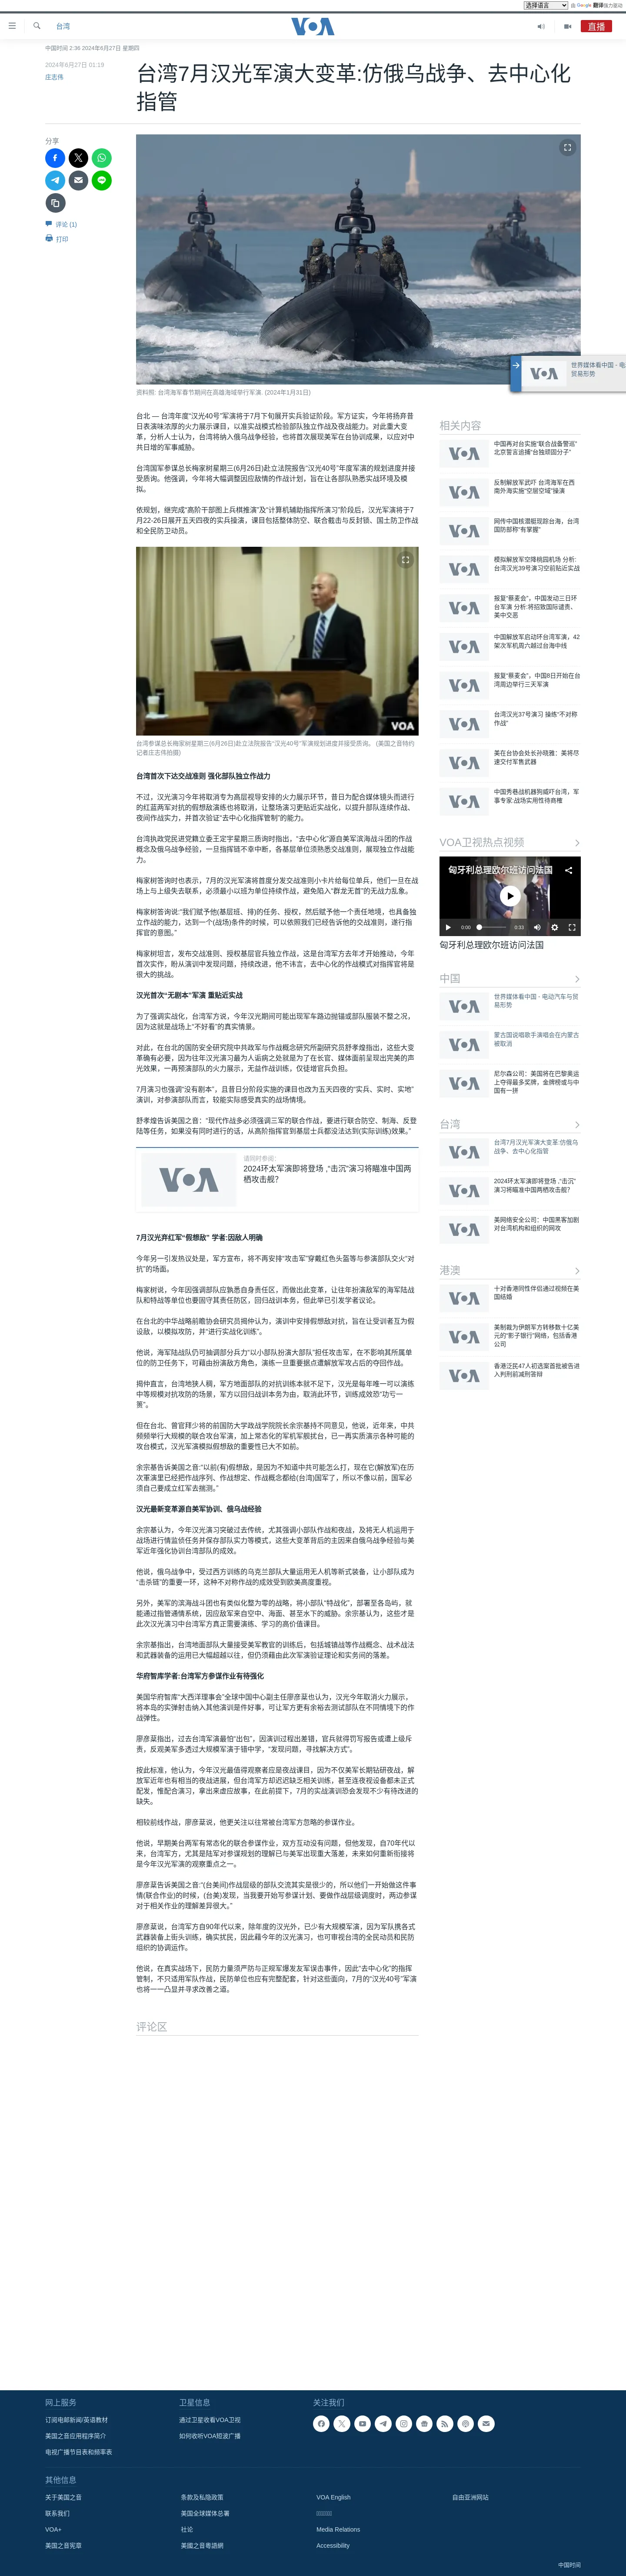 选择语言
由 Google 翻译强力驱动
台湾
VOA
直播
中国时间 2:36 2024年6月27日 星期四
2024年6月27日 01:19
庄志伟
台湾7月汉光军演大变革:仿俄乌战争、去中心化
指管
分享
评论 (1)
打印
世界媒体看中国 - 电
贸易形势
资料照: 台湾海军春节期间在高雄海域举行军演. (2024年1月31日)
台北 — 台湾年度“汉光40号”军演将于7月下旬展开实兵验证阶段。军方证实，今年将扬弃昔
日表演味浓厚的火力展示课目，以准实战模式检验部队独立作战及夜战能力。对此重大变
革，分析人士认为，台湾将纳入俄乌战争经验，也将首次展现美军在台协训成果，以应对中
共日增的军事威胁。
台湾国军参谋总长梅家树星期三(6月26日)赴立法院报告“汉光40号”年度军演的规划进度并接
受质询。他强调，今年将大幅调整因应敌情的作战计划，旨在让各部队熟悉实战环境及模
拟。
依规划，继完成“高阶干部图上兵棋推演”及“计算机辅助指挥所演习”阶段后，汉光军演将于7
月22-26日展开五天四夜的实兵操演，课目包括整体防空、联合截击与反封锁、国土防卫作战
和全民防卫动员。
VOA
台湾参谋总长梅家树星期三(6月26日)赴立法院报告“汉光40号”军演规划进度并接受质询。 (美国之音特约
记者庄志伟拍摄)
台湾首次下达交战准则 强化部队独立作战力
不过，汉光演习今年将取消专为高层视导安排的火力展示环节，昔日为配合媒体镜头而进行
的红蓝两军对抗的假想敌演练也将取消，让整场演习更贴近实战化，以提升部队连续作战、
夜间作战实力，并首次验证“去中心化指挥管制”的能力。
台湾执政党民进党籍立委王定宇星期三质询时指出，“去中心化”源自美军滨海战斗团的作战
概念及俄乌战争经验，一旦指挥链不幸中断，各基层单位须熟悉交战准则，展现独立作战能
力。
梅家树答询时也表示，7月的汉光军演将首度分发交战准则小卡片给每位单兵，他们一旦在战
场上与上级失去联系，必须最小以班为单位持续作战，避免陷入“群龙无首”的无战力乱象。
梅家树答询说:“我们赋予他(基层班、排)的任务、授权，然后赋予他一个责任地境，也具备独
立作战的能力，达到一个(战场)条件的时候，可以依照我们已经告诉他的交战准则，遂行指
挥官的意图。”
梅家树坦言，发布交战准则、授权基层官兵独立作战，这是台湾军方去年才开始推动，今年
首次实作，盼从演训中发现问题，持续改进，他不讳言，去中心化的作战模式对指挥官将是
很大的挑战。
汉光首次“无剧本”军演 重贴近实战
为了强调实战化，台湾军方说，今年汉光期间可能出现军车路边抛锚或部队服装不整之况，
因为这就是战场上“不好看”的真实情景。
对此，在台北的国防安全研究院中共政军与作战概念研究所副研究员舒孝煌指出，这些大变
革确有必要，因为往年汉光演习最为人诟病之处就是为了在长官、媒体面前呈现出完美的声
光效果，一再预演部队的火力展示，无益作战训练，仅徒增官兵负担。
7月演习也强调“没有剧本”，且昔日分阶段实施的课目也改为五天四夜的“实兵、实时、实地”
演训，对参演部队而言，较能实际感受真实的战场情境。
舒孝煌告诉美国之音：“现代作战多必须强调三军的联合作战，要进行联合防空、制海、反登
陆等任务，如果没有同时进行的话，从高阶指挥官到基层士兵都没法达到(实际训练)效果。”
请同时参阅:
2024环太军演即将登场 ,“击沉”演习将瞄准中国两
栖攻击舰?
VOA
7月汉光弃红军“假想敌” 学者:因敌人明确
今年另一引发热议处是，军方宣布，将不再安排“攻击军”穿戴红色头盔等与参演部队交火“对
抗”的场面。
梅家树说，今年因强调部队应孰悉自身责任区，而做出此变革，让往年扮演敌军的海军陆战
队和特战等单位也要固守其责任防区，回归战训本务，但此举已引发学者议论。
在台北的中华战略前瞻协会研究员揭仲认为，演训中安排假想敌对抗，旨在让受训者互为假
设敌，以模拟攻防，并“进行实战化训练”。
他说，海军陆战队仍可抽调部分兵力“以小部队扮演大部队”担任攻击军，在不影响其所属单
位的防卫任务下，可藉由扮演敌方角色，演练一旦重要据点遭解放军攻占后的夺回作战。
揭仲直言，台湾地狭人稠，军方地面部队的对抗训练本就不足下，汉光是每年唯一可以演练
中等规模对抗攻防的场景，军方以回归战训本务为由，取消此环节，训练成效恐“功亏一
篑”。
但在台北、曾官拜少将的前国防大学政战学院院长余宗基持不同意见，他说，近年来，中共
频频举行大规模的联合攻台军演，加上常态化的军机军舰扰台，已一再实质演示各种可能的
攻台模式，汉光军演模拟假想敌的重要性已大不如前。
余宗基告诉美国之音:“以前(有)假想敌，是因为不知道中共可能怎么打，现在它(解放军)在历
次军演里已经把作战序列、作战想定、作战概念都给(台湾)国军了，所以不像以前，国军必
须自己要成立红军去揣测。”
汉光最新变革源自美军协训、俄乌战经验
余宗基认为，今年汉光演习突破过去传统，尤其强调小部队作战和夜战，及将无人机运用于
战场进行情监侦任务并保存部队实力等模式，这些大变革背后的主因来自俄乌战争经验与美
军近年强化协训台湾部队的成效。
他说，俄乌战争中，受过西方训练的乌克兰部队大量运用无人机等新式装备，让小部队成为
“击杀链”的重要一环，这种不对称作战的成效受到欧美高度重视。
另外，美军的滨海战斗团也有类似化整为零的战略，将小部队“特战化”，部署至各岛屿，就
能通过指管通情系统，因应敌军来自空中、海面、甚至水下的威胁。余宗基认为，这些才是
此次汉光演习中台湾军方真正需要演练、学习的高价值课目。
余宗基指出，台湾地面部队大量接受美军教官的训练后，包括城镇战等作战概念、战术战法
和武器装备的运用已大幅超越以往，但仍须藉由此次军演验证理论和实务间的落差。
华府智库学者:台湾军方参谋作业有待强化
美国华府智库“大西洋理事会”全球中国中心副主任廖彦棻也认为，汉光今年取消火力展示，
将本岛的实弹射击纳入其他演训是件好事，可让军方更有余裕去测试部队在不同情境下的作
战弹性。
廖彦棻指出，过去台湾军演最怕“出包”，因演训过程出差错，官兵就得罚写报告或遭上级斥
责，反观美军多透过大规模军演于错中学，“发现问题，寻找解决方式”。
按此标准，他认为，今年汉光最值得观察者应是夜战课目，因为不仅美军长期钻研夜战，解
放军近年也有相当的夜战进展，但台湾军方却迟迟缺乏相关训练，甚至连夜视设备都未正式
配发，惟配合演习，拿出来虚应故事，在此前提下，7月的实战演训恐会发现不少有待改进的
缺失。
相较前线作战，廖彦棻说，他更关注以往常被台湾军方忽略的参谋作业。
他说，早期美台两军有常态化的联合参谋作业，双方互动没有问题，但他发现，自70年代以
来，台湾军方，尤其是陆军对参谋规划的理解已与美军出现重大落差，未来如何重新衔接将
是今年汉光军演的观察重点之一。
廖彦棻告诉美国之音:“(台美间)作战层级的部队交流其实是很少的，所以他们一开始做这件事
情(联合作业)的时候，(台美)发现，当我要开始写参谋计划、要做作战层级调度时，两边参谋
对于相关作业的理解差异很大。”
廖彦棻说，台湾军方自90年代以来，除年度的汉光外，已少有大规模军演，因为军队携各式
武器装备上街头训练，确实扰民，因此藉今年的汉光演习，也可审视台湾的全民动员和民防
组织的协调运作。
他说，在真实战场下，民防力量须严防与正规军爆发友军误击事件，因此“去中心化”的指挥
管制，不只适用军队作战，民防单位也应有完整配套，针对这些面向，7月的“汉光40号”军演
也将一一凸显并寻求改善之道。
评论区
相关内容
中国再对台实施“联合战备警巡”
北京誓言追捕“台独顽固分子”
反制解放军武吓 台湾海军在西
南外海实施“空层空域”操演
网传中国核潜艇现踪台海，台湾
国防部称“有掌握”
模拟解放军空降桃园机场 分析:
台湾汉光39号演习空前贴近实战
报复“蔡麦会”，中国发动三日环
台军演 分析:将招致国际谴责、
美中交恶
中国解放军启动环台湾军演，42
架次军机周六越过台海中线
报复“蔡麦会”，中国8日开始在台
湾周边举行三天军演
台湾汉光37号演习 操练“不对称
作战”
美在台协会处长孙晓雅：美将尽
速交付军售武器
中国秀巷战机器狗威吓台湾，军
事专家:战场实用性待商榷
VOA卫视热点视频
匈牙利总理欧尔班访问法国
0:00
0:33
匈牙利总理欧尔班访问法国
中国
世界媒体看中国 - 电动汽车与贸
易形势
蒙古国说唱歌手演唱会在内蒙古
被取消
尼尔森公司：美国将在巴黎奥运
上夺得最多奖牌，金牌榜或与中
国有一拼
台湾
台湾7月汉光军演大变革:仿俄乌
战争、去中心化指管
2024环太军演即将登场 ,“击沉”
演习将瞄准中国两栖攻击舰?
美网络安全公司：中国黑客加剧
对台湾机构和组织的网攻
港澳
十对香港同性伴侣通过视频在美
国结婚
美制裁为伊朗军方转移数十亿美
元的“影子银行”网络，包括香港
公司
香港泛民47人初选案首批被告进
入判刑前减刑答辩
网上服务
订阅电邮新闻/英语教材
美国之音应用程序简介
电视广播节目表和频率表
卫星信息
通过卫星收看VOA卫视
如何收听VOA短波广播
关注我们
其他信息
关于美国之音
联系我们
VOA+
美国之音宪章
条款及私隐政策
美国全球媒体总署
社论
美國之音粵語網
VOA English
Media Relations
Accessibility
自由亚洲网站
中国时间